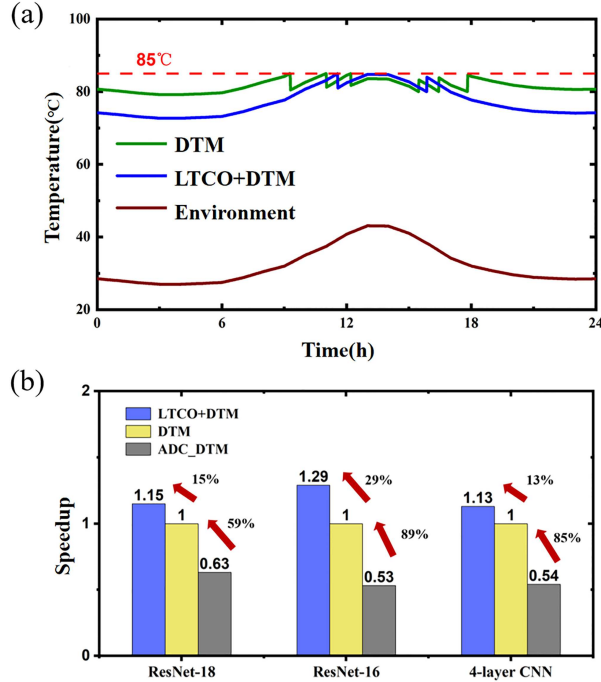 (a)
100
85℃
80
60
40
20
Temperature(℃)
DTM
LTCO+DTM
Environment
0
6
12
18
24
Time(h)
(b)
2
1
0
Speedup
LTCO+DTM
DTM
ADC_DTM
1.15
15%
1
59%
0.63
1.29
29%
1
89%
0.53
1.13
13%
1
85%
0.54
ResNet-18
ResNet-16
4-layer CNN